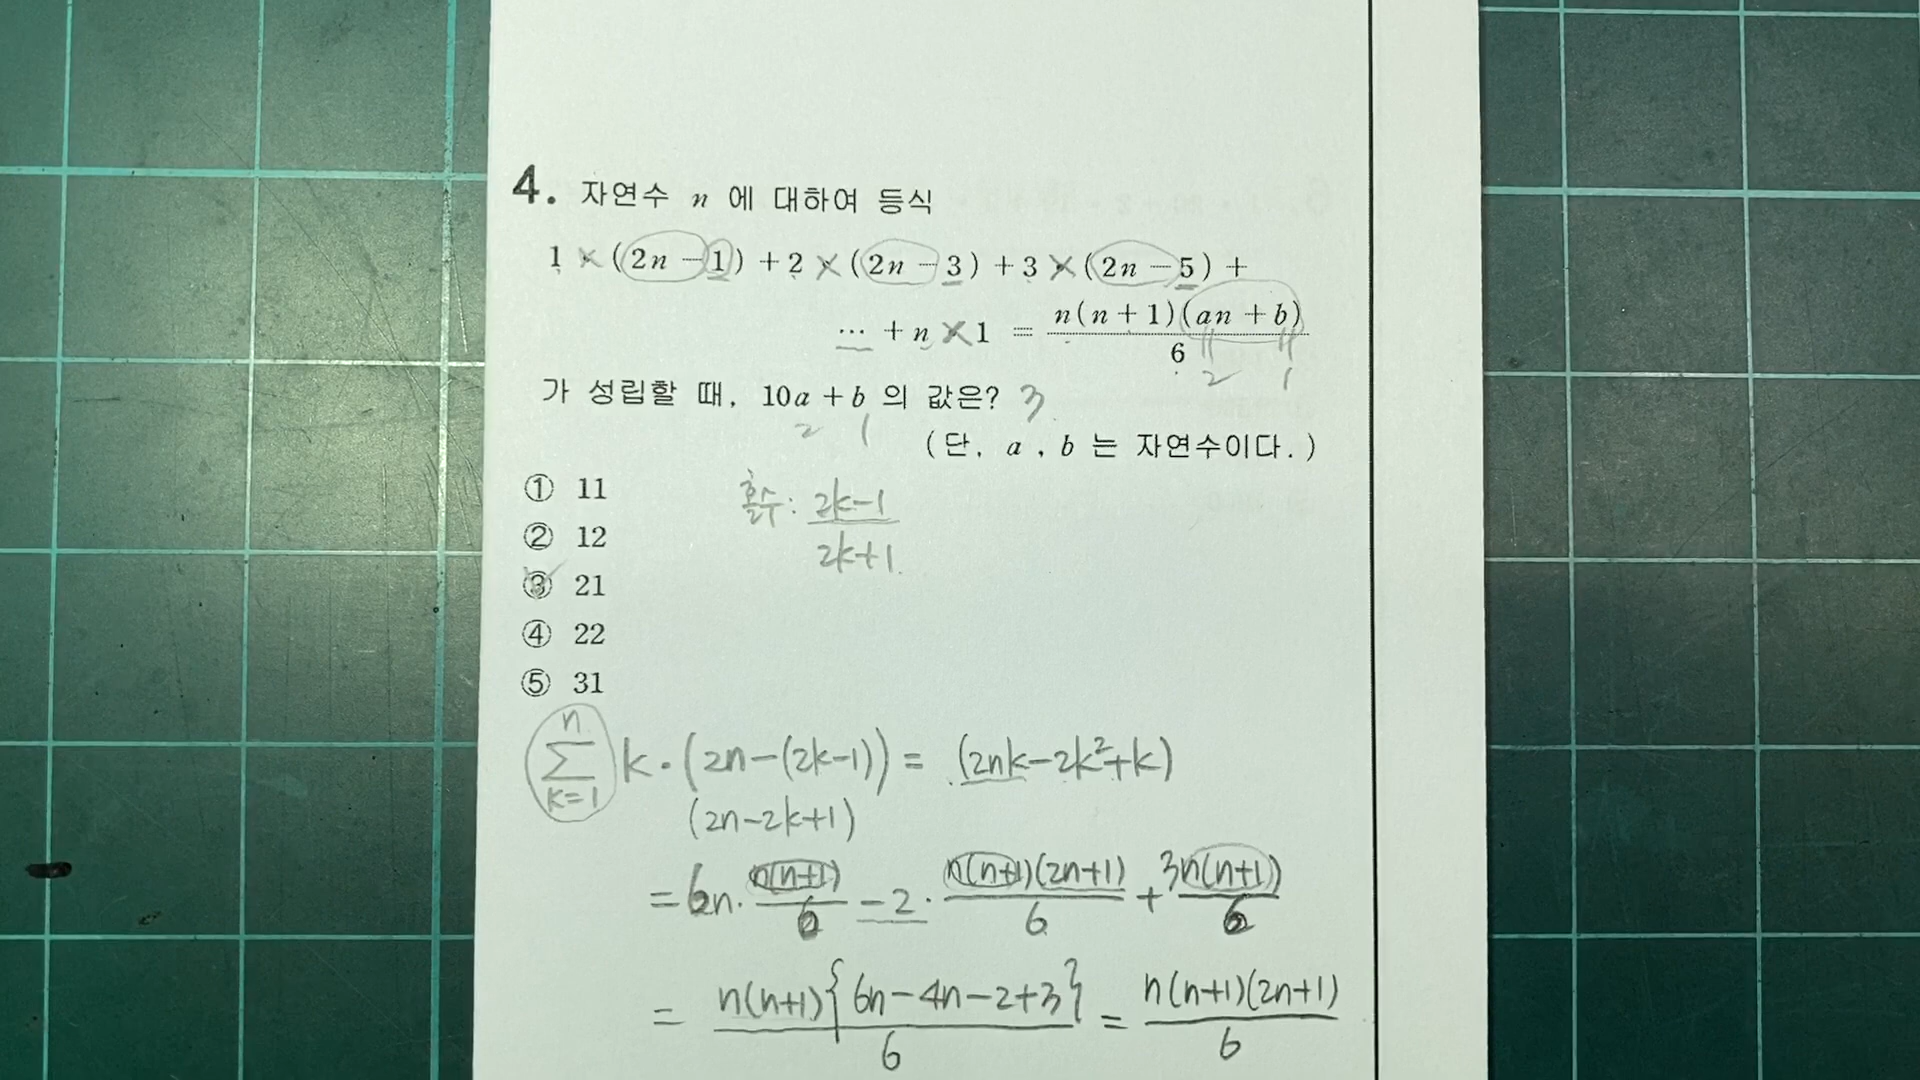 4. 자연수 n 에 대하여 등식
1 × (2n − 1) + 2 × (2n − 3) + 3 × (2n − 5) +
⋯ + n × 1 = n(n + 1)(an + b) / 6
2 1
가 성립할 때, 10a + b 의 값은? 3
2 1
(단, a , b 는 자연수이다.)
① 11
② 12
③ 21
④ 22
⑤ 31
홀수: 2k−1
2k+1
∑ k=1 n k·(2n−(2k−1)) = (2nk−2k²+k)
(2n−2k+1)
= 6n· n(n+1) / 6 −2· n(n+1)(2n+1) / 6 + 3n(n+1) / 6
= n(n+1){6n−4n−2+3} / 6 = n(n+1)(2n+1) / 6